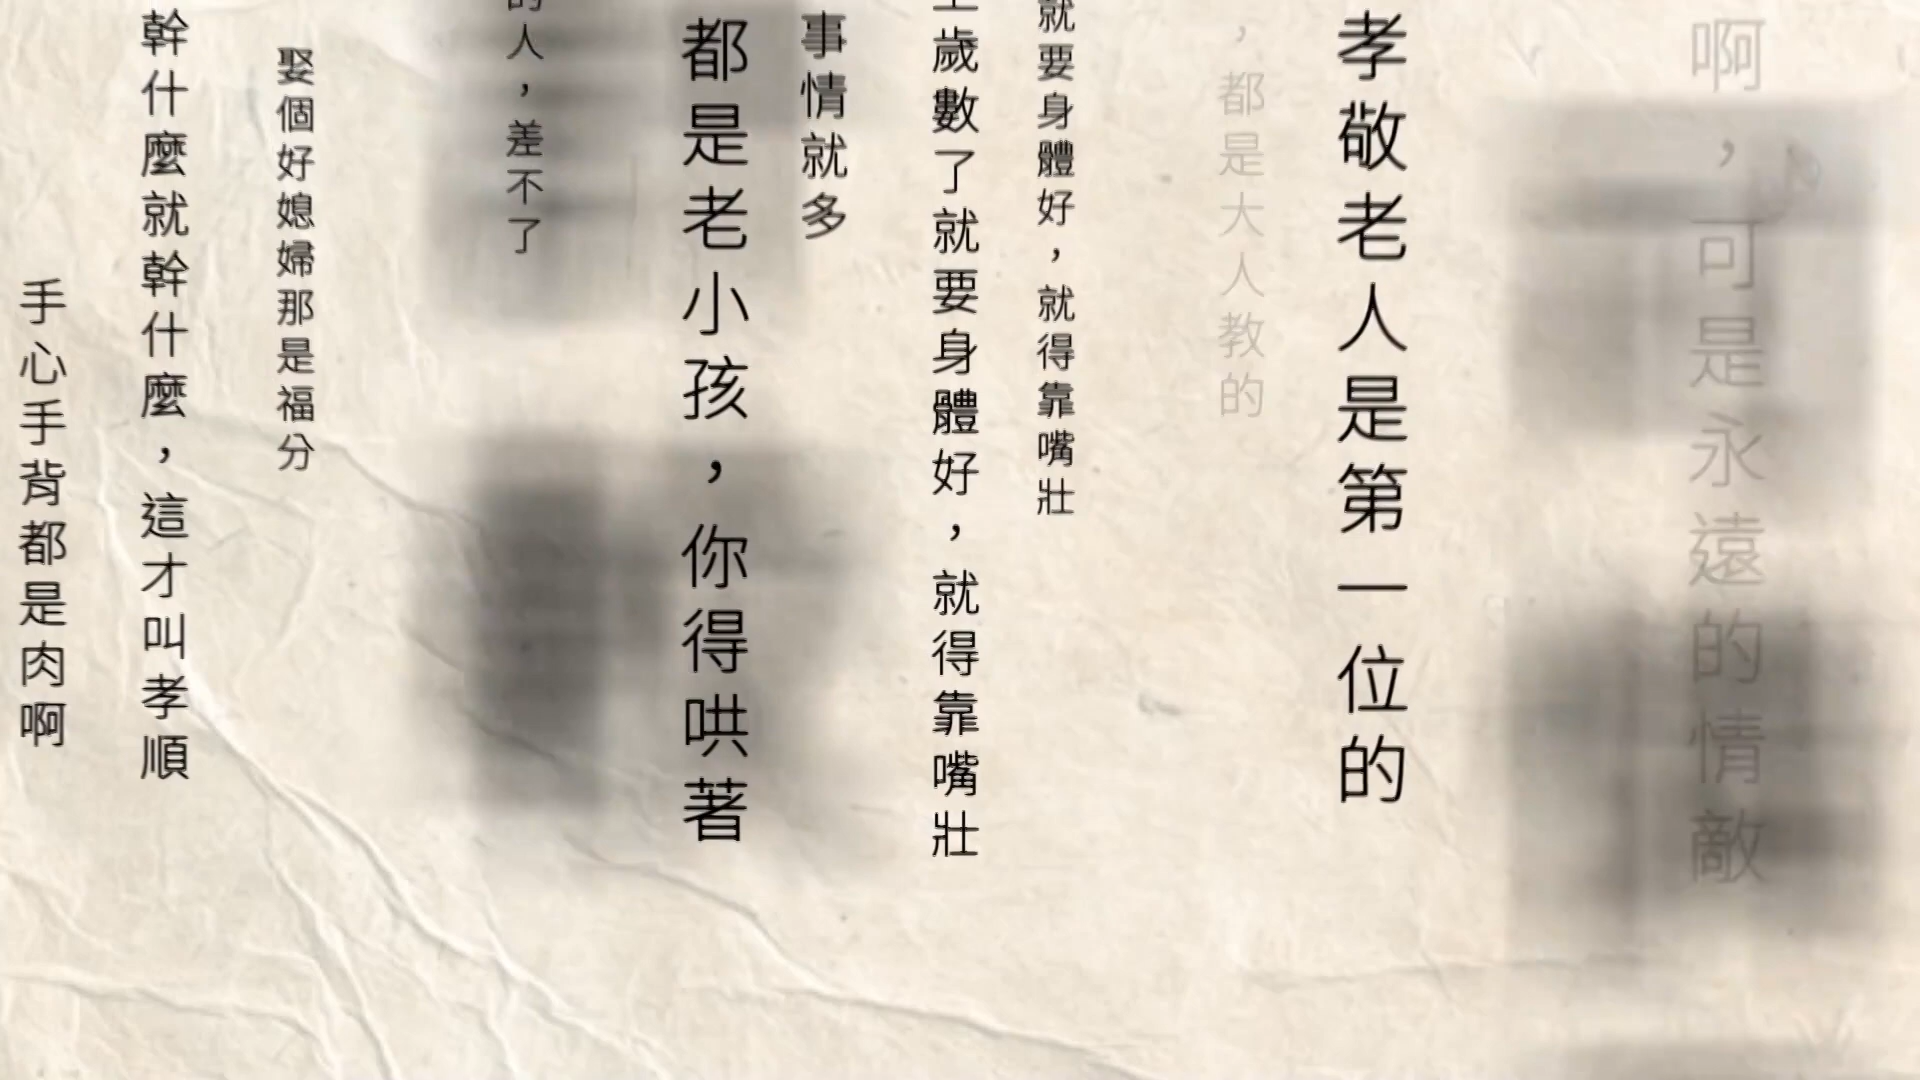 啊，可是永遠的情敵
孝敬老人是第一位的
，都是大人教的
就要身體好，就得靠嘴壯
歲數了就要身體好，就得靠嘴壯
事情就多
都是老小孩，你得哄著
的人，差不了
娶個好媳婦那是福分
幹什麼就幹什麼，這才叫孝順
手心手背都是肉啊